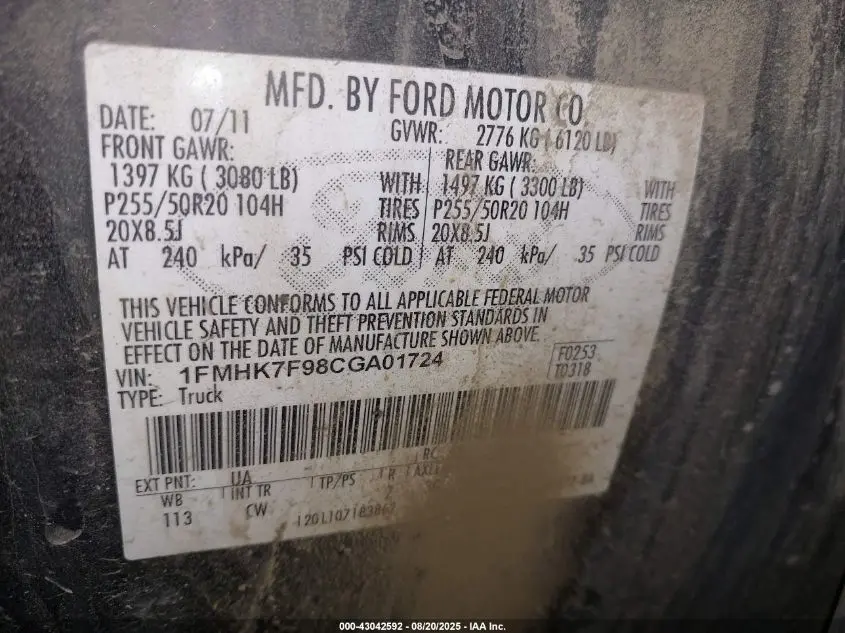 MFD. BY FORD MOTOR CO.
DATE: 07/11 GVWR: 2776 KG ( 6120 LB)
FRONT GAWR: REAR GAWR:
1397 KG ( 3080 LB) WITH 1497 KG ( 3300 LB) WITH
P255/50R20 104H TIRES P255/50R20 104H TIRES
20X8.5J RIMS 20X8.5J RIMS
AT 240 kPa/ 35 PSI COLD AT 240 kPa/ 35 PSI COLD
THIS VEHICLE CONFORMS TO ALL APPLICABLE FEDERAL MOTOR
VEHICLE SAFETY AND THEFT PREVENTION STANDARDS IN
EFFECT ON THE DATE OF MANUFACTURE SHOWN ABOVE.
VIN: 1FMHK7F98CGA01724 F0253
TYPE: Truck T0318
EXT PNT: UA RC
WB INT TR TP/PS R
113 CW 2
000-43042592 - 08/20/2025 - IAA Inc.